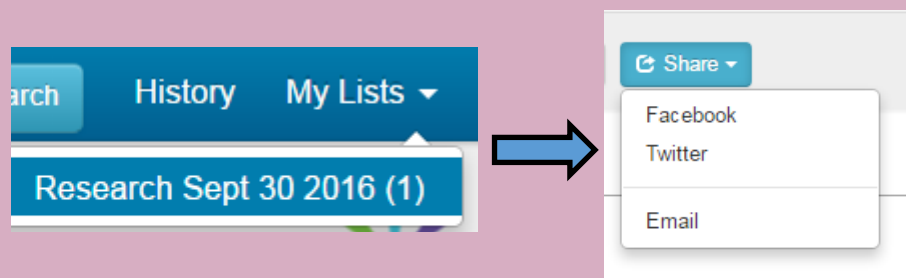 arch History My Lists
Research Sept 30 2016 (1)
Share
Facebook
Twitter
Email